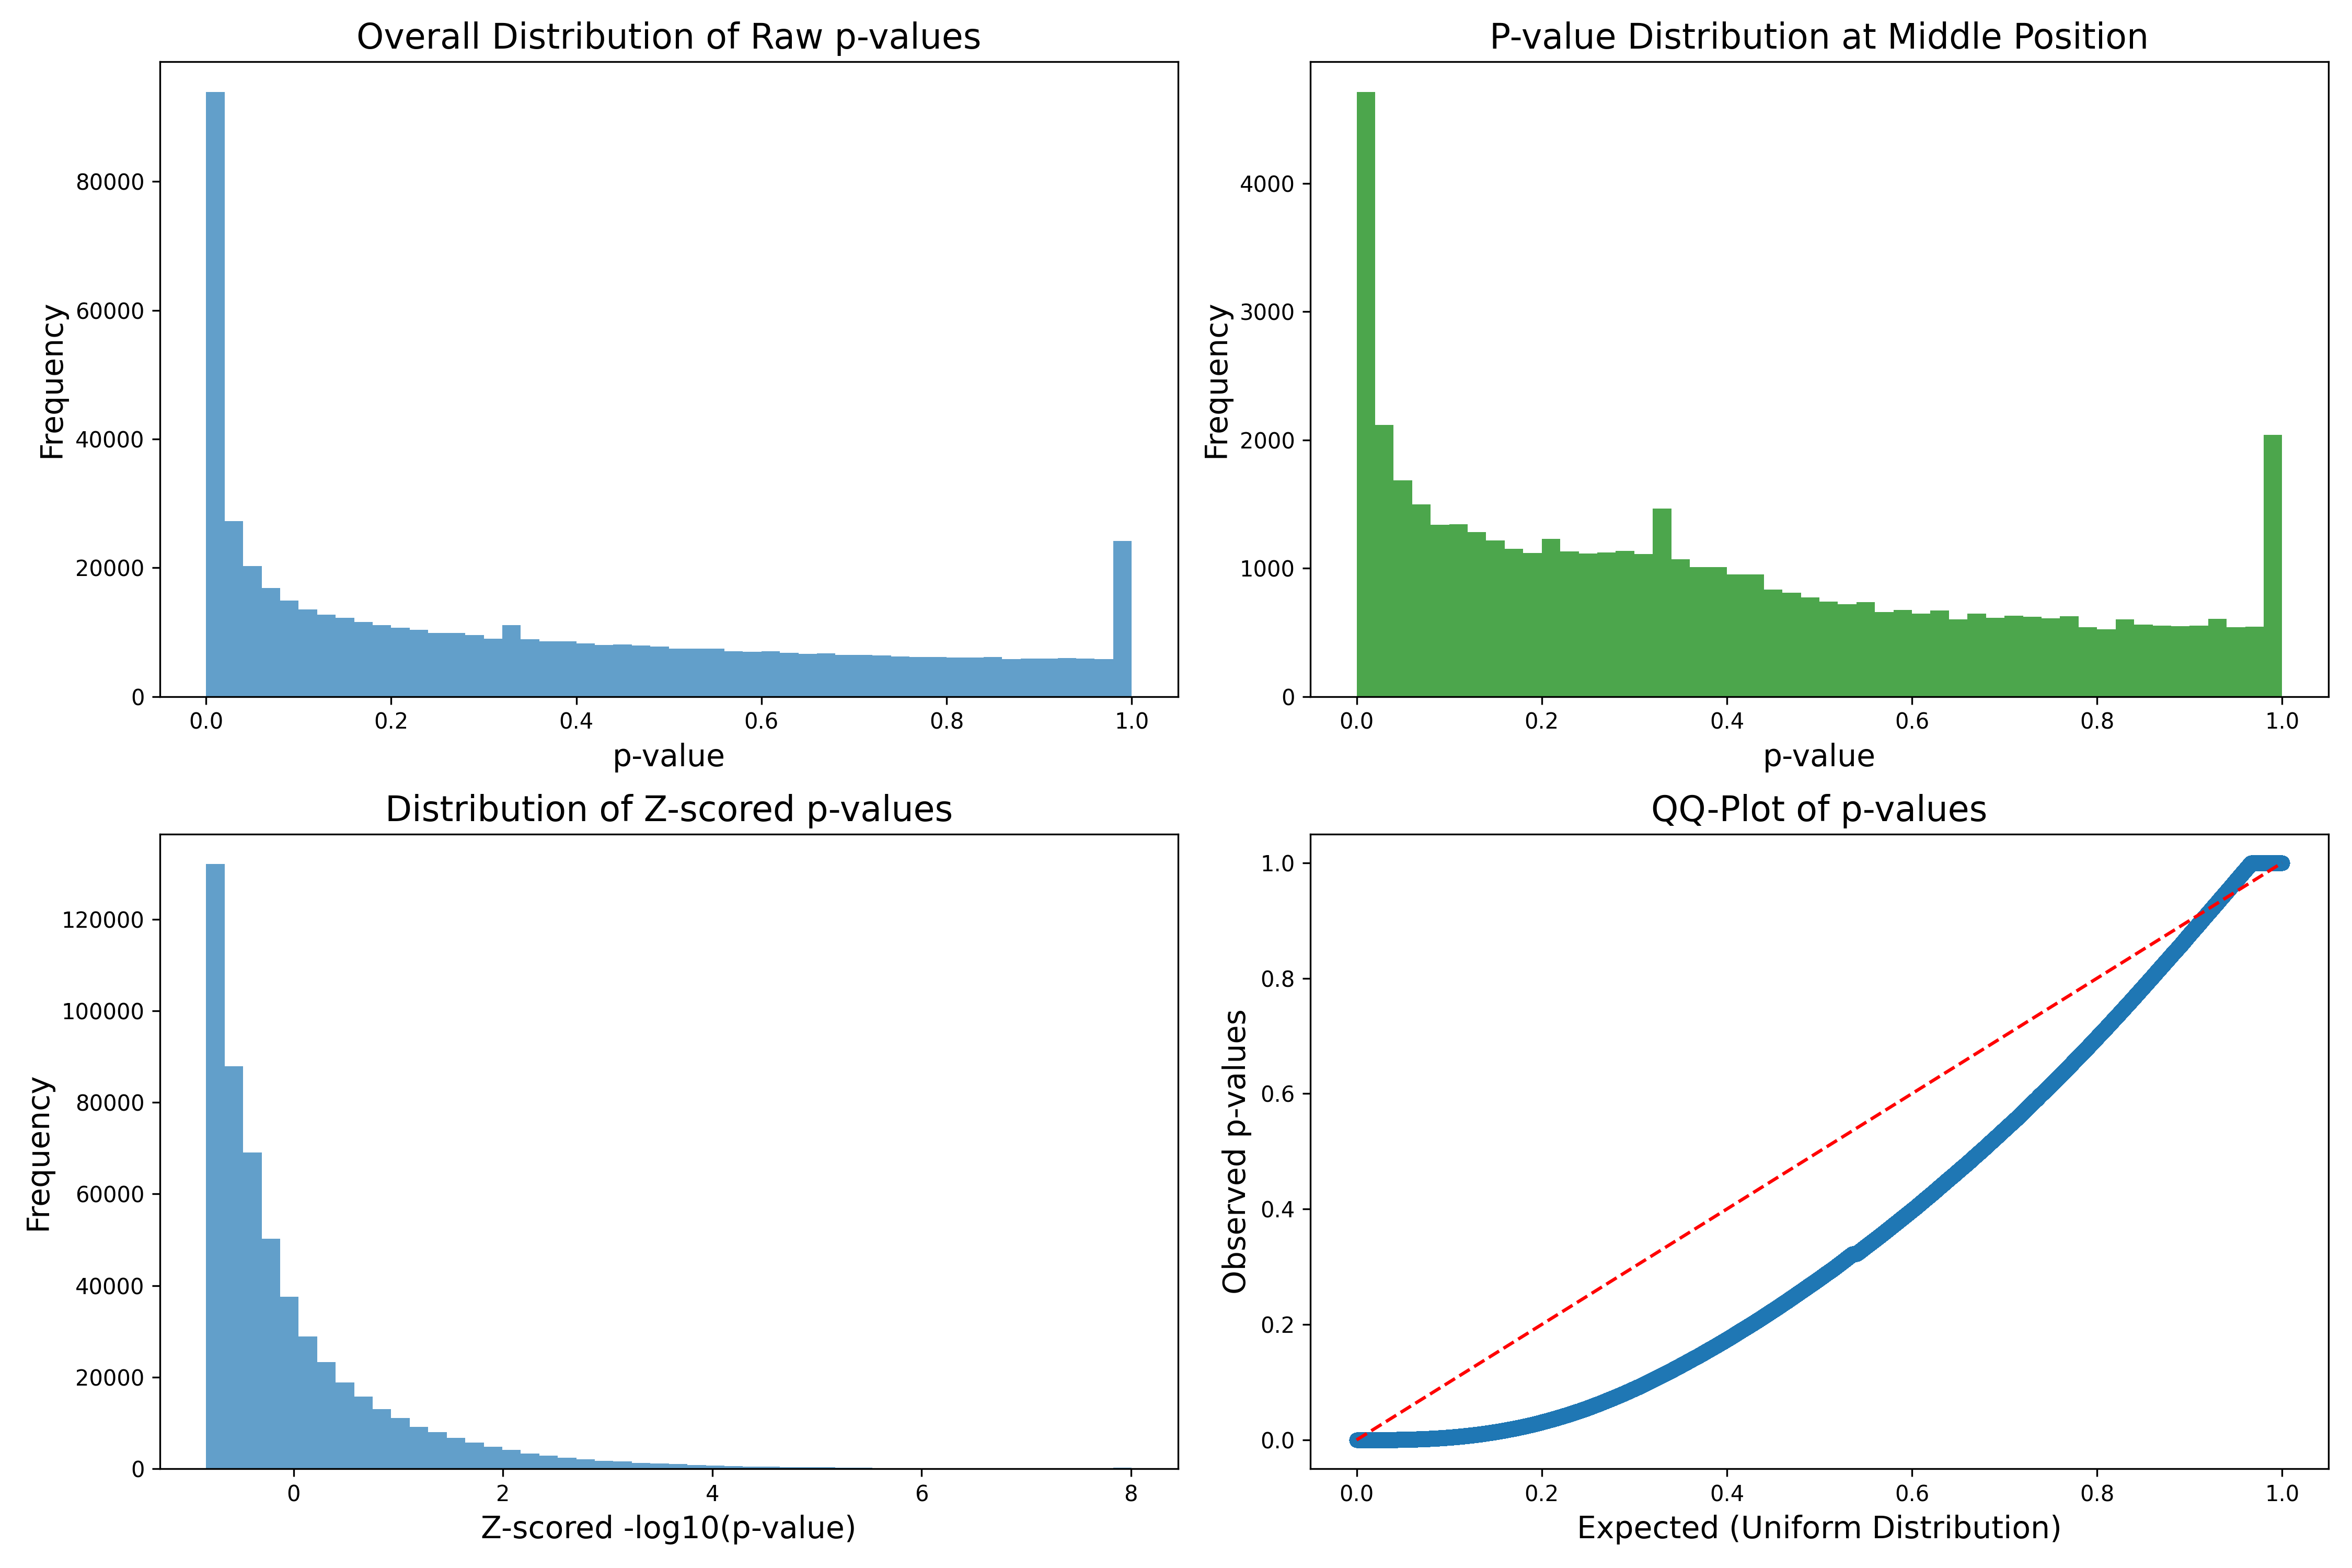 Overall Distribution of Raw p-values
Frequency
80000
60000
40000
20000
0
0.0 0.2 0.4 0.6 0.8 1.0
p-value
P-value Distribution at Middle Position
Frequency
4000
3000
2000
1000
0
0.0 0.2 0.4 0.6 0.8 1.0
p-value
Distribution of Z-scored p-values
Frequency
120000
100000
80000
60000
40000
20000
0
0 2 4 6 8
Z-scored -log10(p-value)
QQ-Plot of p-values
Observed p-values
1.0
0.8
0.6
0.4
0.2
0.0
0.0 0.2 0.4 0.6 0.8 1.0
Expected (Uniform Distribution)